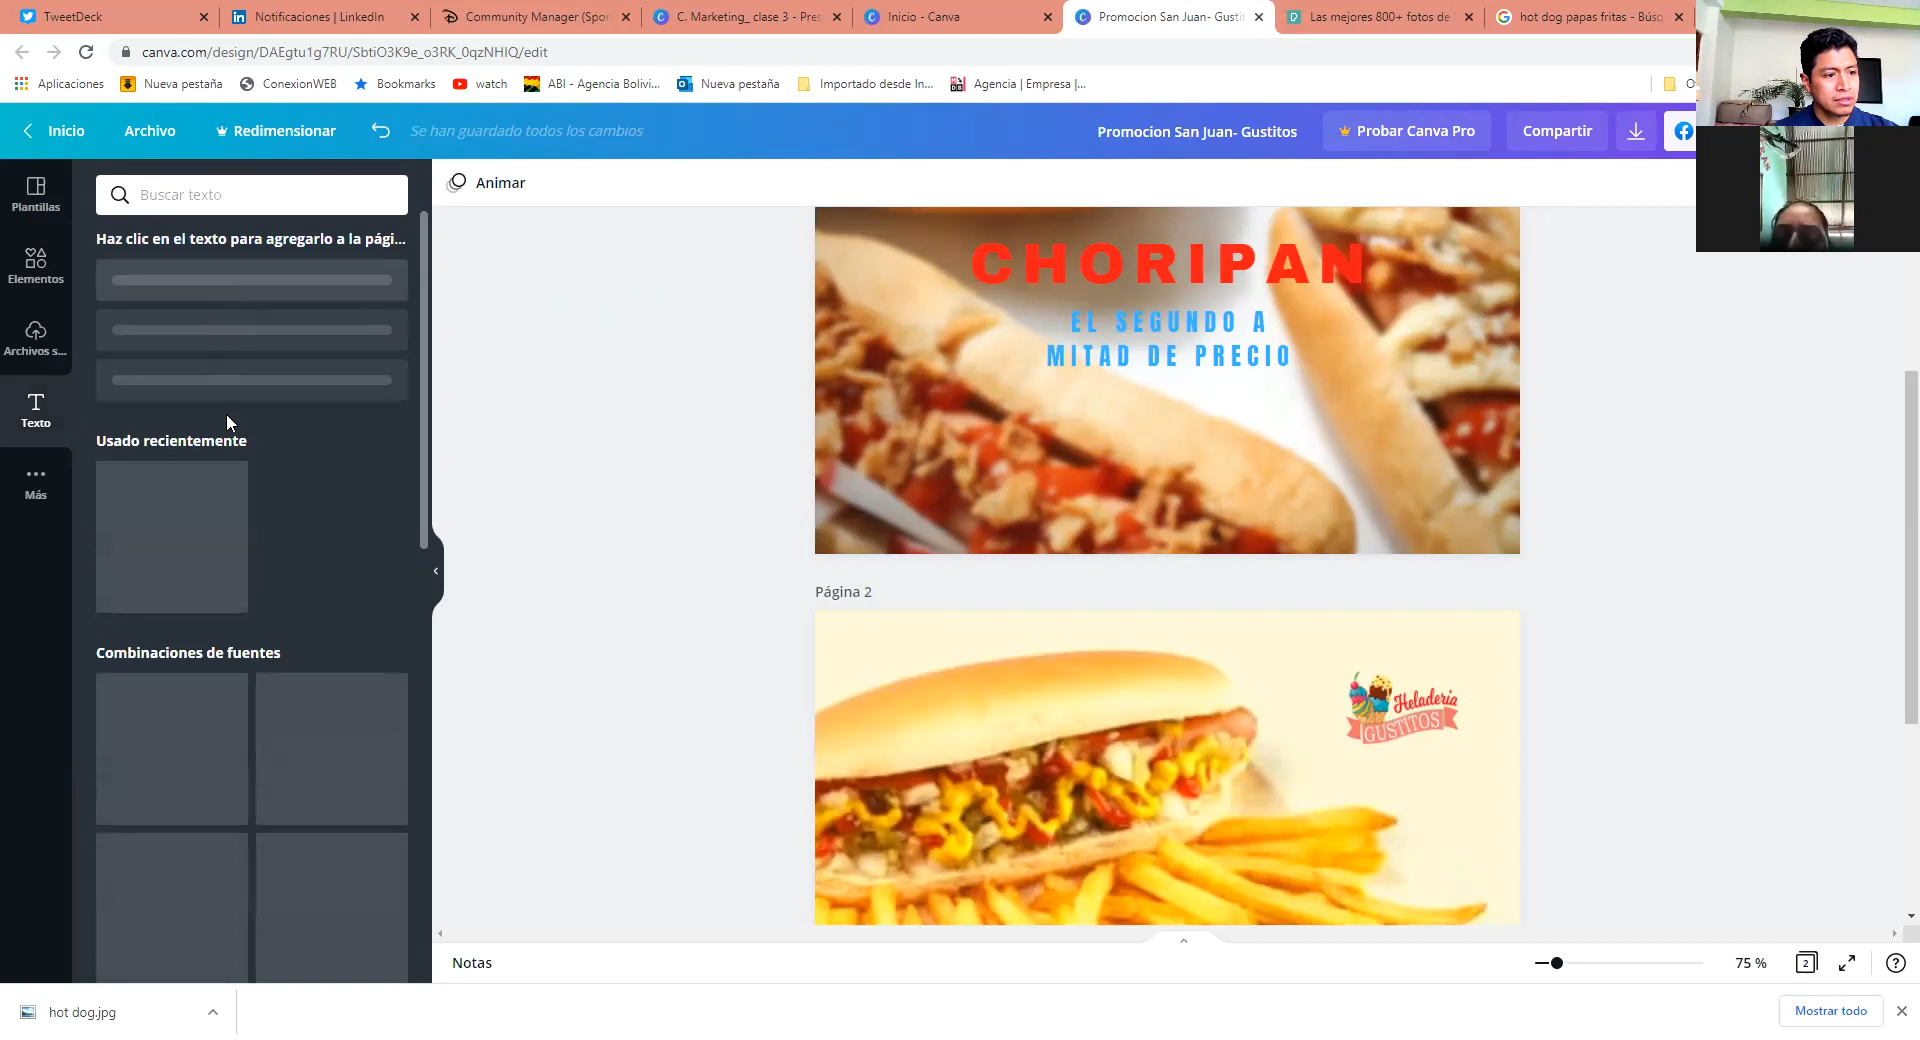 TweetDeck
Notificaciones | LinkedIn
Community Manager (Spo
C. Marketing_ clase 3 - Pres
Inicio - Canva
Promocion San Juan- Gustit
Las mejores 800+ fotos de
hot dog papas fritas - Búsq
canva.com/design/DAEgtu1g7RU/SbtiO3K9e_o3RK_0qzNHIQ/edit
Aplicaciones
Nueva pestaña
ConexionWEB
Bookmarks
watch
ABI - Agencia Bolivi...
Nueva pestaña
Importado desde In...
Agencia | Empresa |...
Inicio
Archivo
Redimensionar
Se han guardado todos los cambios
Promocion San Juan- Gustitos
Probar Canva Pro
Compartir
Plantillas
Elementos
Archivos s...
Texto
Más
Buscar texto
Haz clic en el texto para agregarlo a la pági...
Usado recientemente
Combinaciones de fuentes
Animar
CHORIPAN
EL SEGUNDO A
MITAD DE PRECIO
Página 2
Heladeria
GUSTITOS
Notas
75 %
2
hot dog.jpg
Mostrar todo